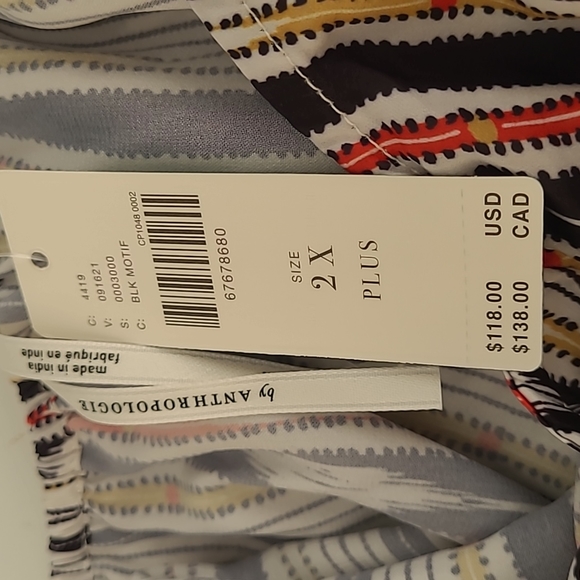 C: 4419
091621
V: 0003000
S: BLK MOTIF
C: CP1048 0002
67678680
SIZE
2X
PLUS
$118.00 USD
$138.00 CAD
by ANTHROPOLOGIE
made in india
fabriqué en inde